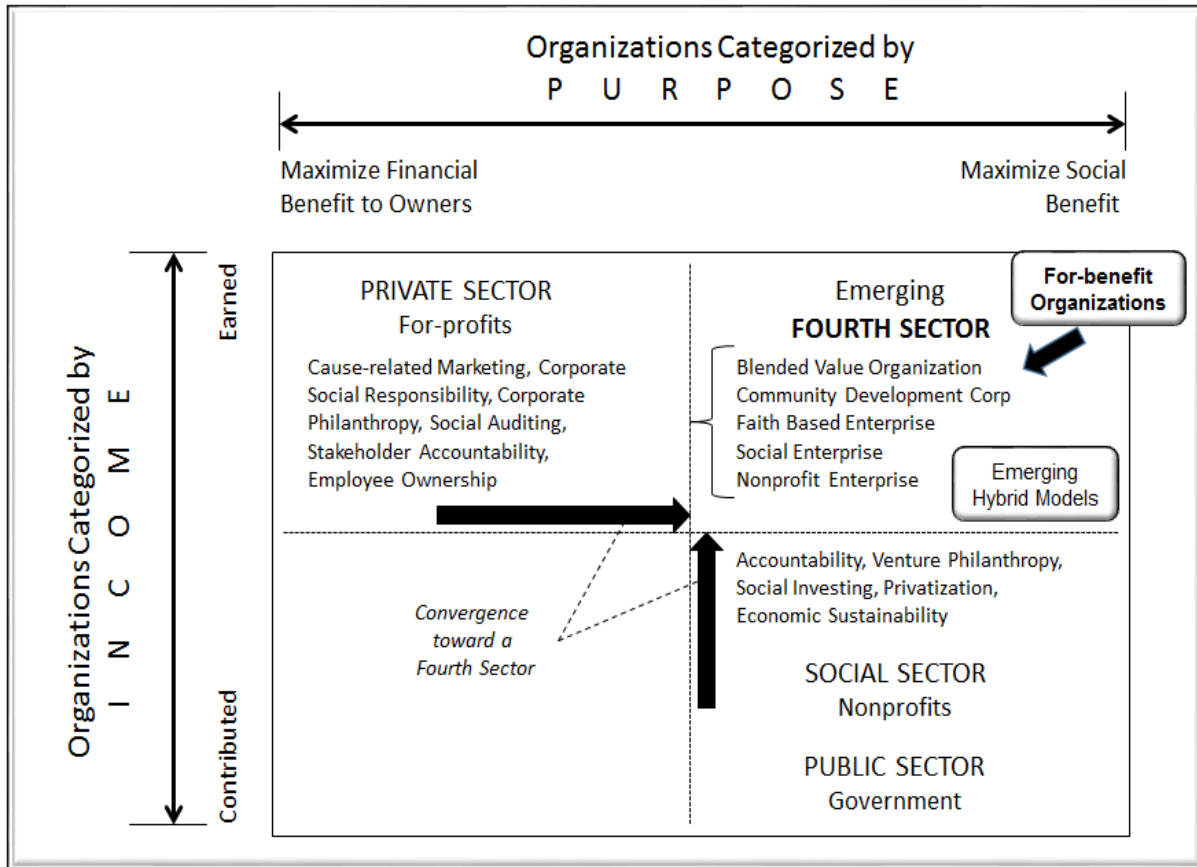 Organizations Categorized by
P U R P O S E
Maximize Financial
Benefit to Owners
Maximize Social
Benefit
Organizations Categorized by
I N C O M E
Earned
Contributed
PRIVATE SECTOR
For-profits
Cause-related Marketing, Corporate
Social Responsibility, Corporate
Philanthropy, Social Auditing,
Stakeholder Accountability,
Employee Ownership
Emerging
FOURTH SECTOR
For-benefit
Organizations
Blended Value Organization
Community Development Corp
Faith Based Enterprise
Social Enterprise
Nonprofit Enterprise
Emerging
Hybrid Models
Convergence
toward a
Fourth Sector
Accountability, Venture Philanthropy,
Social Investing, Privatization,
Economic Sustainability
SOCIAL SECTOR
Nonprofits
PUBLIC SECTOR
Government